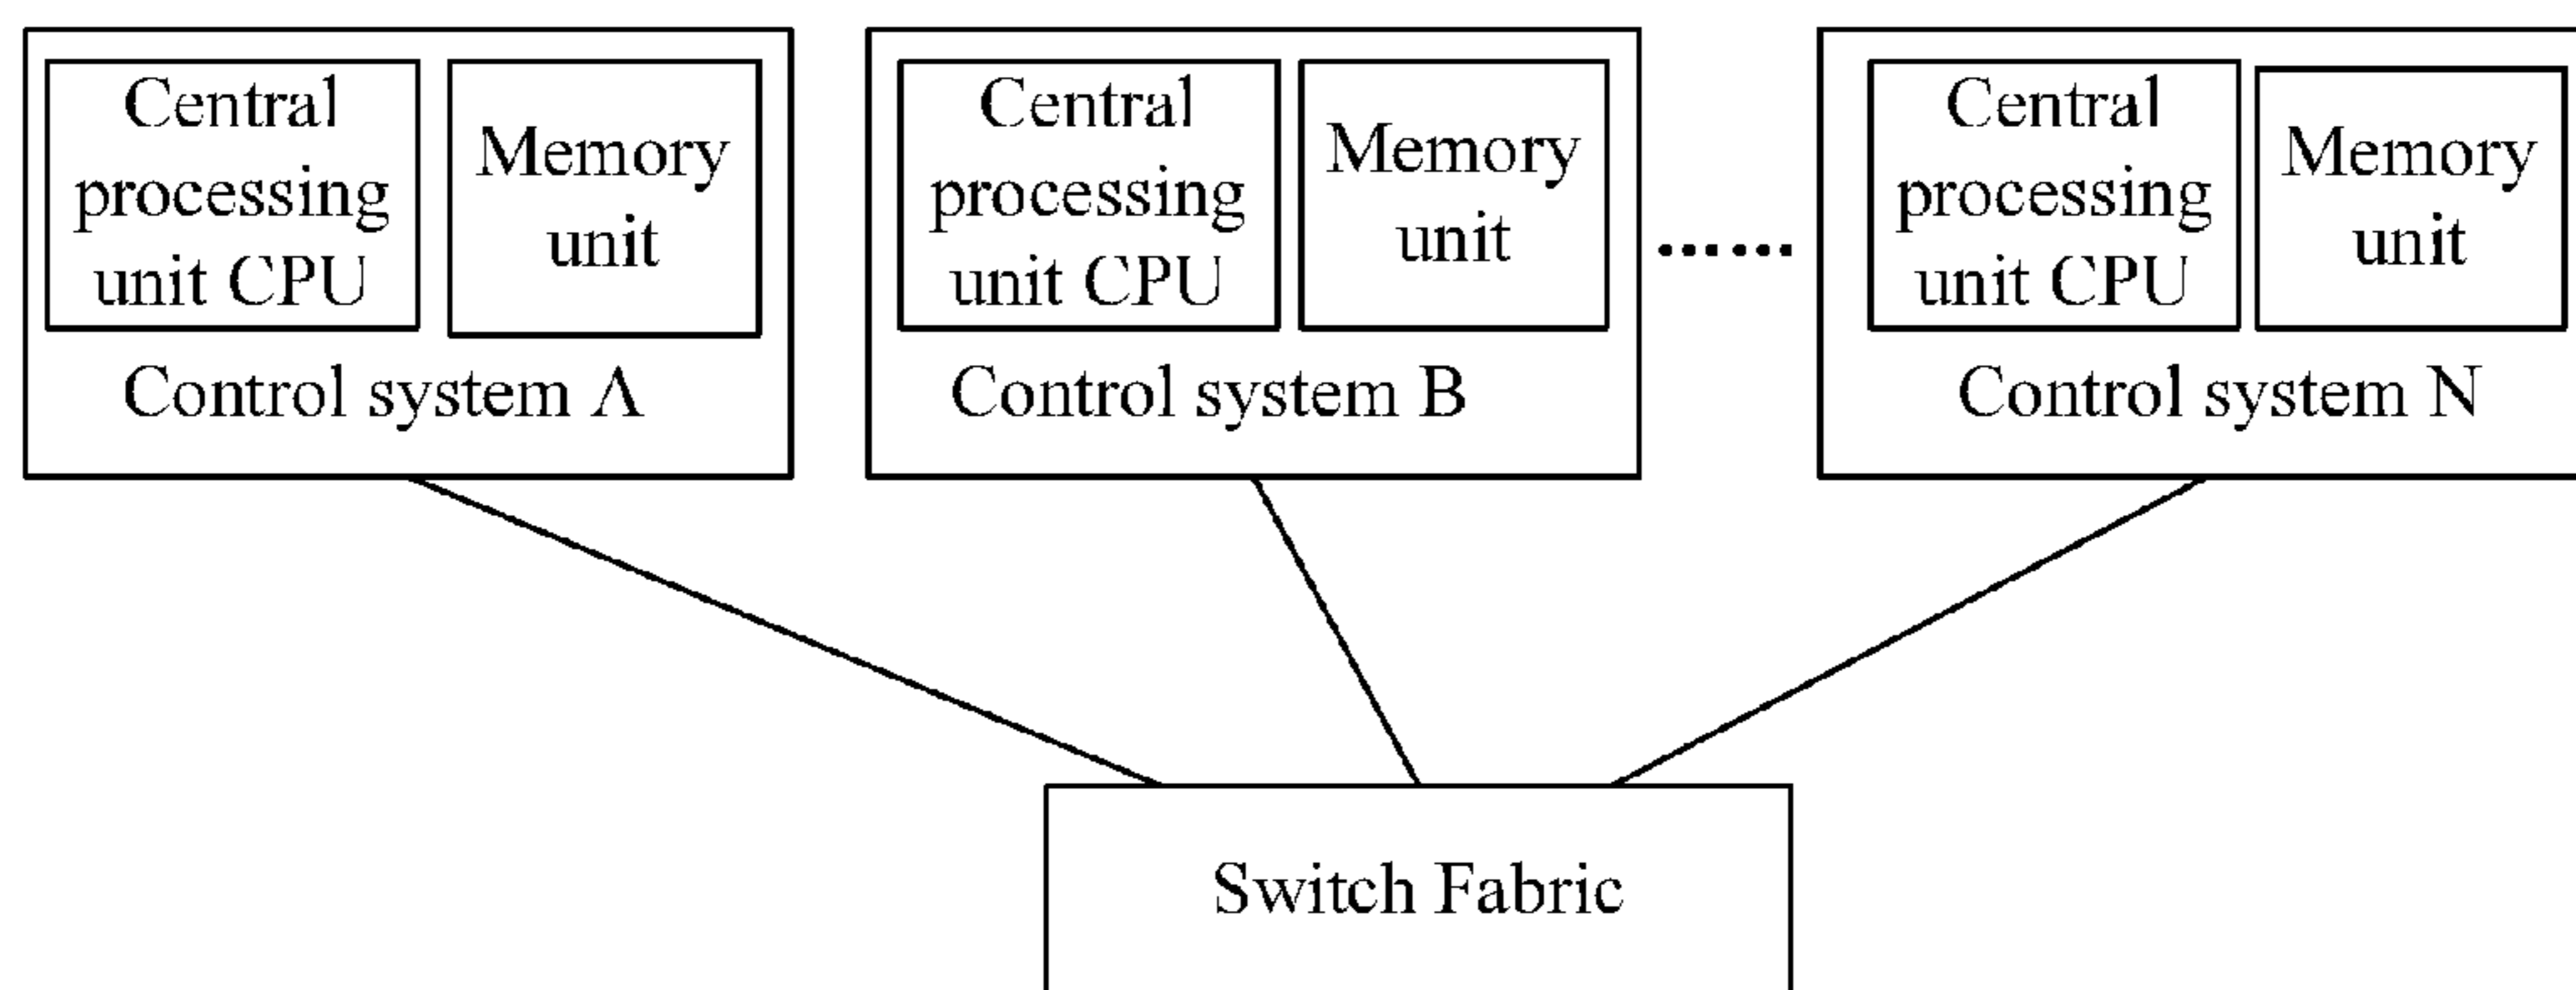 Central
processing
unit CPU
Memory
unit
Control system A
Central
processing
unit CPU
Memory
unit
Control system B
......
Central
processing
unit CPU
Memory
unit
Control system N
Switch Fabric